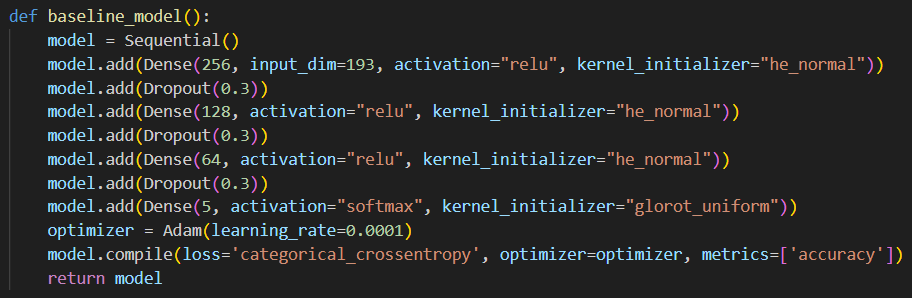 def baseline_model():
    model = Sequential()
    model.add(Dense(256, input_dim=193, activation="relu", kernel_initializer="he_normal"))
    model.add(Dropout(0.3))
    model.add(Dense(128, activation="relu", kernel_initializer="he_normal"))
    model.add(Dropout(0.3))
    model.add(Dense(64, activation="relu", kernel_initializer="he_normal"))
    model.add(Dropout(0.3))
    model.add(Dense(5, activation="softmax", kernel_initializer="glorot_uniform"))
    optimizer = Adam(learning_rate=0.0001)
    model.compile(loss='categorical_crossentropy', optimizer=optimizer, metrics=['accuracy'])
    return model